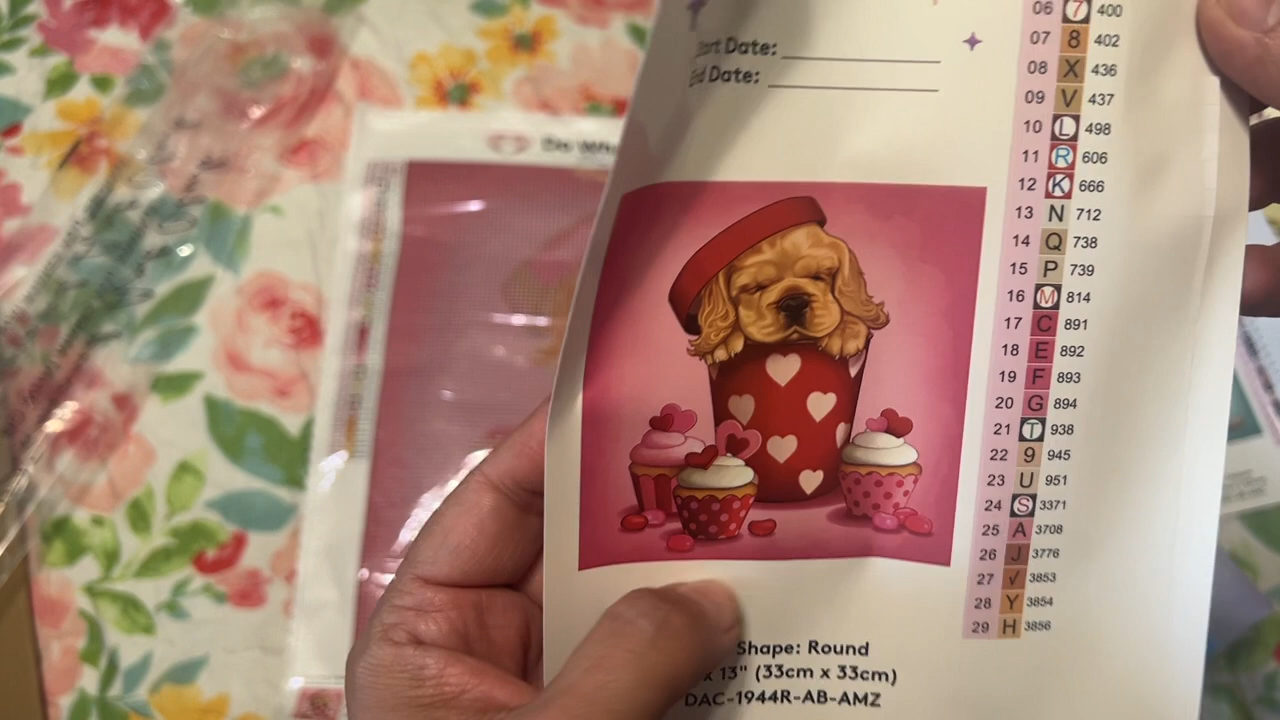 Do
Date:
Date:
06 7 400
07 8 402
08 X 436
09 V 437
10 L 498
11 R 606
12 K 666
13 N 712
14 Q 738
15 P 739
16 M 814
17 C 891
18 E 892
19 F 893
20 G 894
21 T 938
22 9 945
23 U 951
24 S 3371
25 A 3708
26 J 3776
27 √ 3853
28 Y 3854
29 H 3856
Shape: Round
x 13" (33cm x 33cm)
DAC-1944R-AB-AMZ